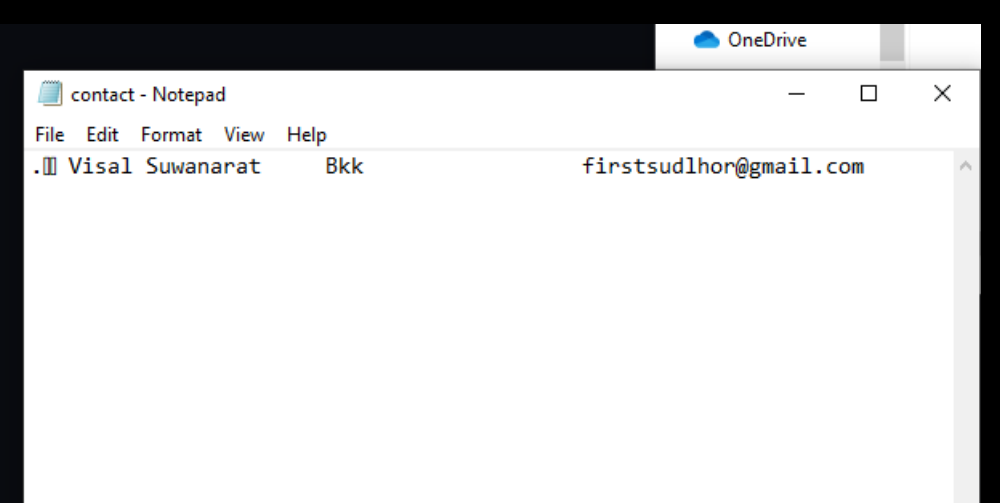 OneDrive
contact - Notepad
File Edit Format View Help
. Visal Suwanarat Bkk firstsudlhor@gmail.com